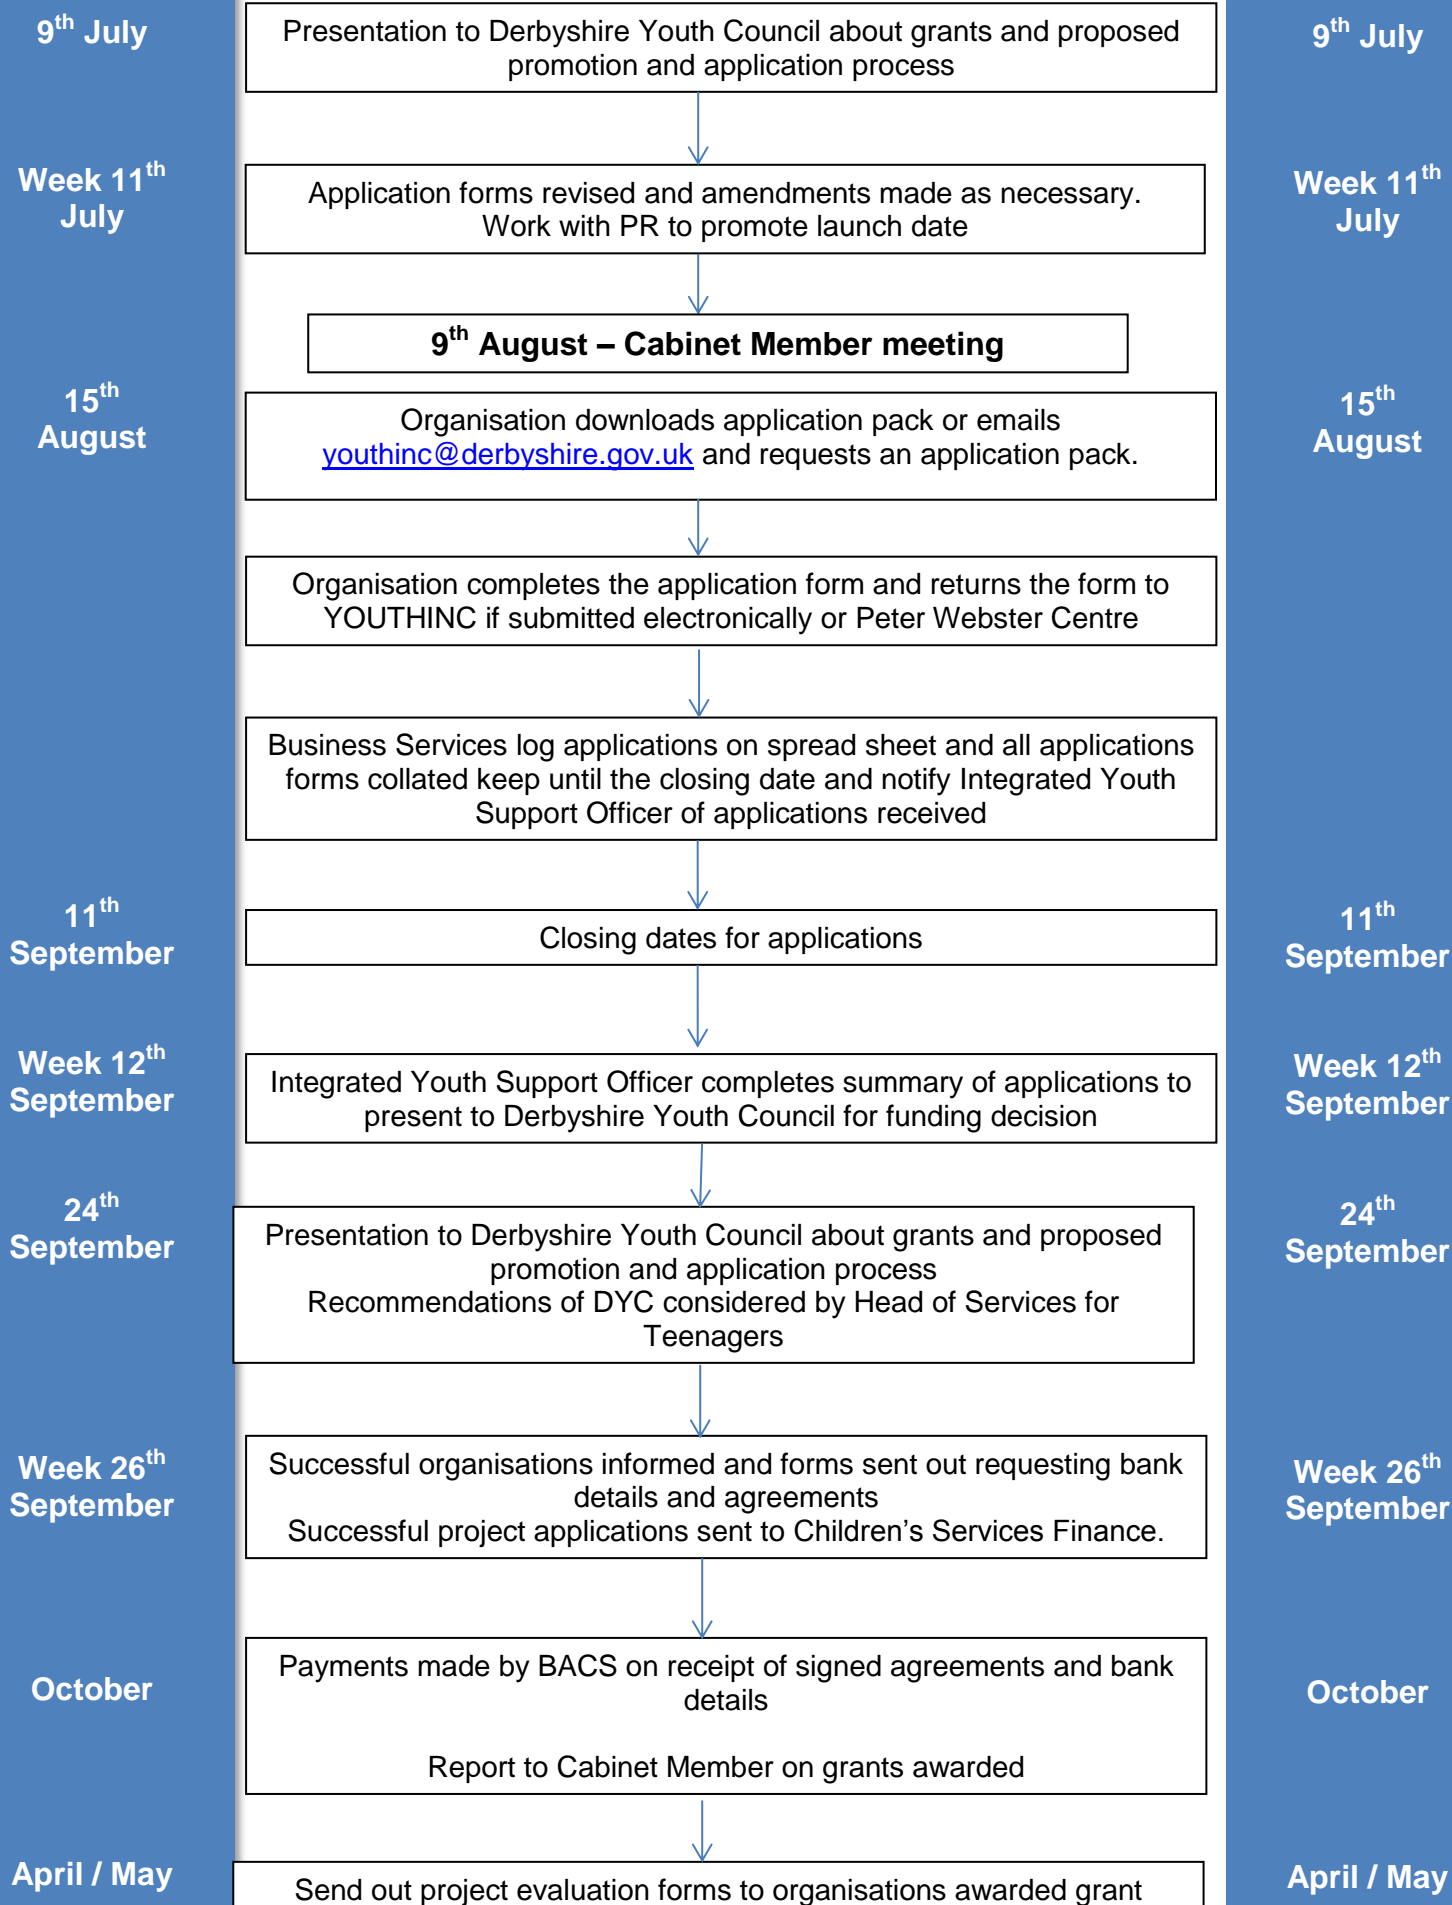 9th July
Presentation to Derbyshire Youth Council about grants and proposed
promotion and application process
9th July
Week 11th
July
Application forms revised and amendments made as necessary.
Work with PR to promote launch date
Week 11th
July
9th August – Cabinet Member meeting
15th
August
Organisation downloads application pack or emails
youthinc@derbyshire.gov.uk and requests an application pack.
15th
August
Organisation completes the application form and returns the form to
YOUTHINC if submitted electronically or Peter Webster Centre
Business Services log applications on spread sheet and all applications
forms collated keep until the closing date and notify Integrated Youth
Support Officer of applications received
11th
September
Closing dates for applications
11th
September
Week 12th
September
Integrated Youth Support Officer completes summary of applications to
present to Derbyshire Youth Council for funding decision
Week 12th
September
24th
September
Presentation to Derbyshire Youth Council about grants and proposed
promotion and application process
Recommendations of DYC considered by Head of Services for
Teenagers
24th
September
Week 26th
September
Successful organisations informed and forms sent out requesting bank
details and agreements
Successful project applications sent to Children’s Services Finance.
Week 26th
September
October
Payments made by BACS on receipt of signed agreements and bank
details
Report to Cabinet Member on grants awarded
October
April / May
Send out project evaluation forms to organisations awarded grant
April / May